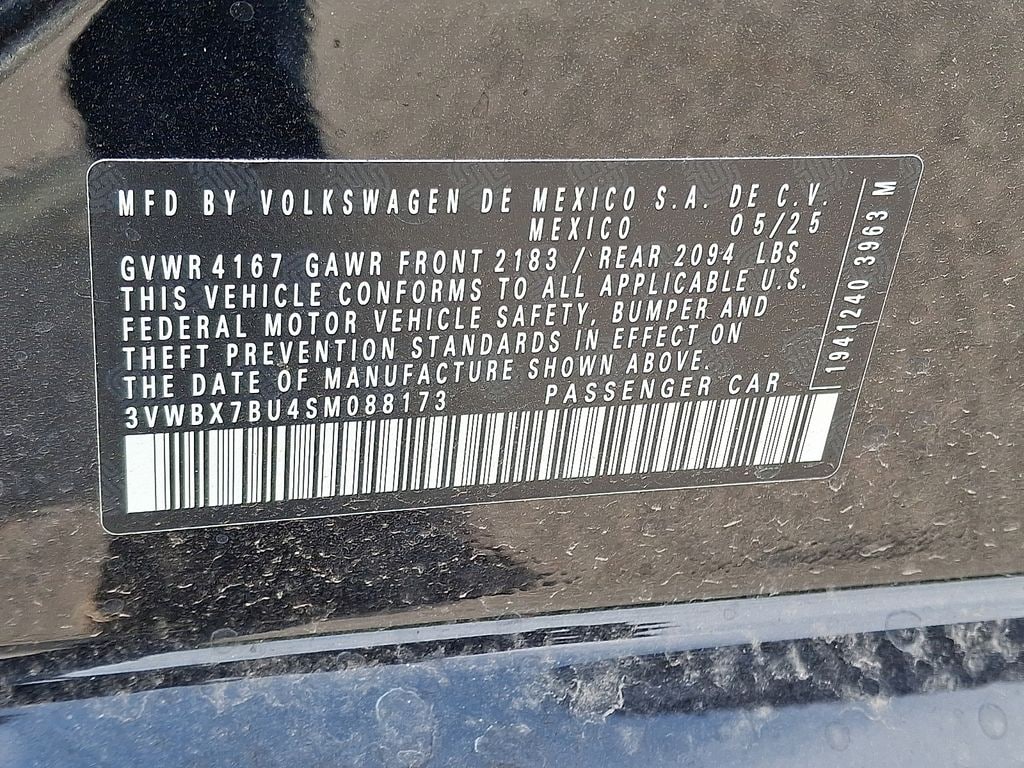 MFD BY VOLKSWAGEN DE MEXICO S.A. DE C.V.
MEXICO 05/25
GVWR 4167 GAWR FRONT 2183 / REAR 2094 LBS
THIS VEHICLE CONFORMS TO ALL APPLICABLE U.S.
FEDERAL MOTOR VEHICLE SAFETY, BUMPER AND
THEFT PREVENTION STANDARDS IN EFFECT ON
THE DATE OF MANUFACTURE SHOWN ABOVE.
3VWBX7BU4SM088173 PASSENGER CAR
1941240 3963 M